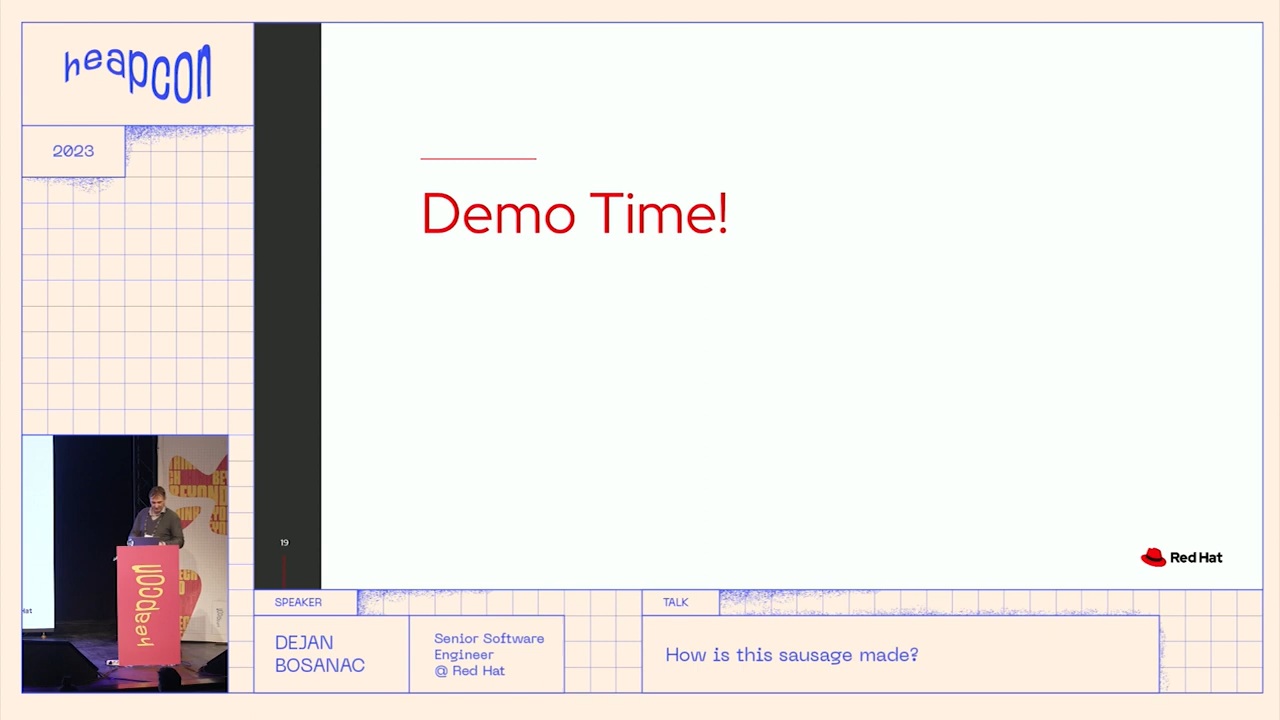 heapcon
2023
Demo Time!
19
Red Hat
heapcon
SPEAKER
DEJAN
BOSANAC
Senior Software
Engineer
@ Red Hat
TALK
How is this sausage made?